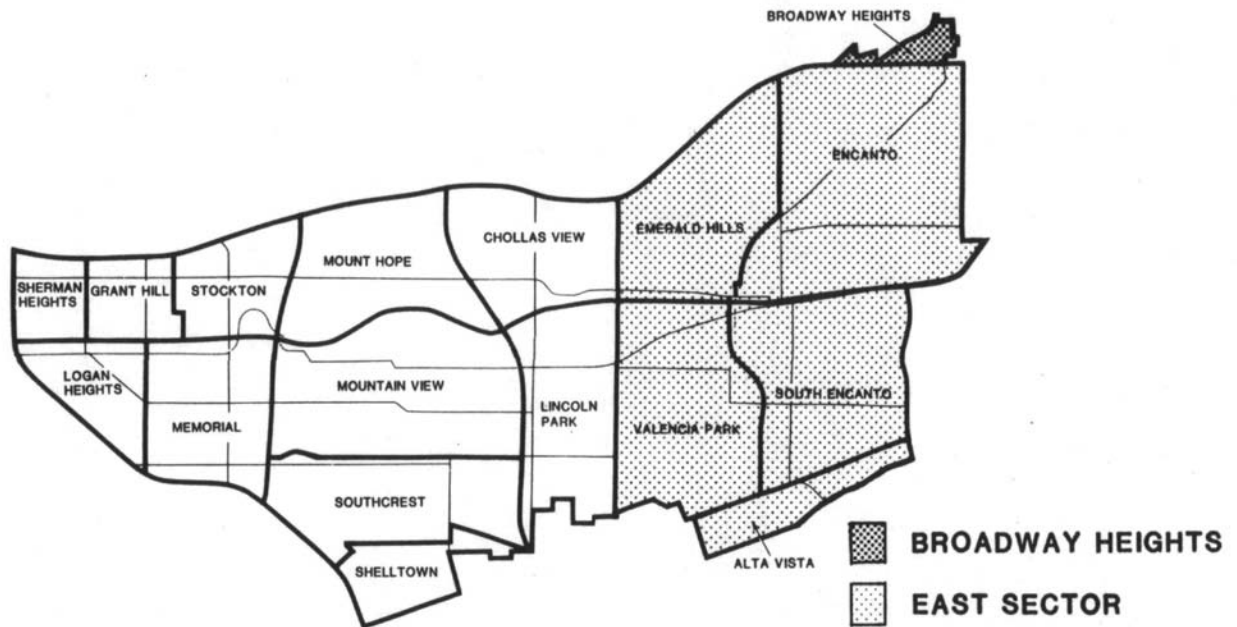 BROADWAY HEIGHTS
ENCANTO
CHOLLAS VIEW
EMERALD HILLS
MOUNT HOPE
SHERMAN
HEIGHTS
GRANT HILL
STOCKTON
LOGAN
HEIGHTS
MOUNTAIN VIEW
SOUTH ENCANTO
LINCOLN
PARK
MEMORIAL
VALENCIA PARK
SOUTHCREST
SHELLTOWN
ALTA VISTA
BROADWAY HEIGHTS
EAST SECTOR